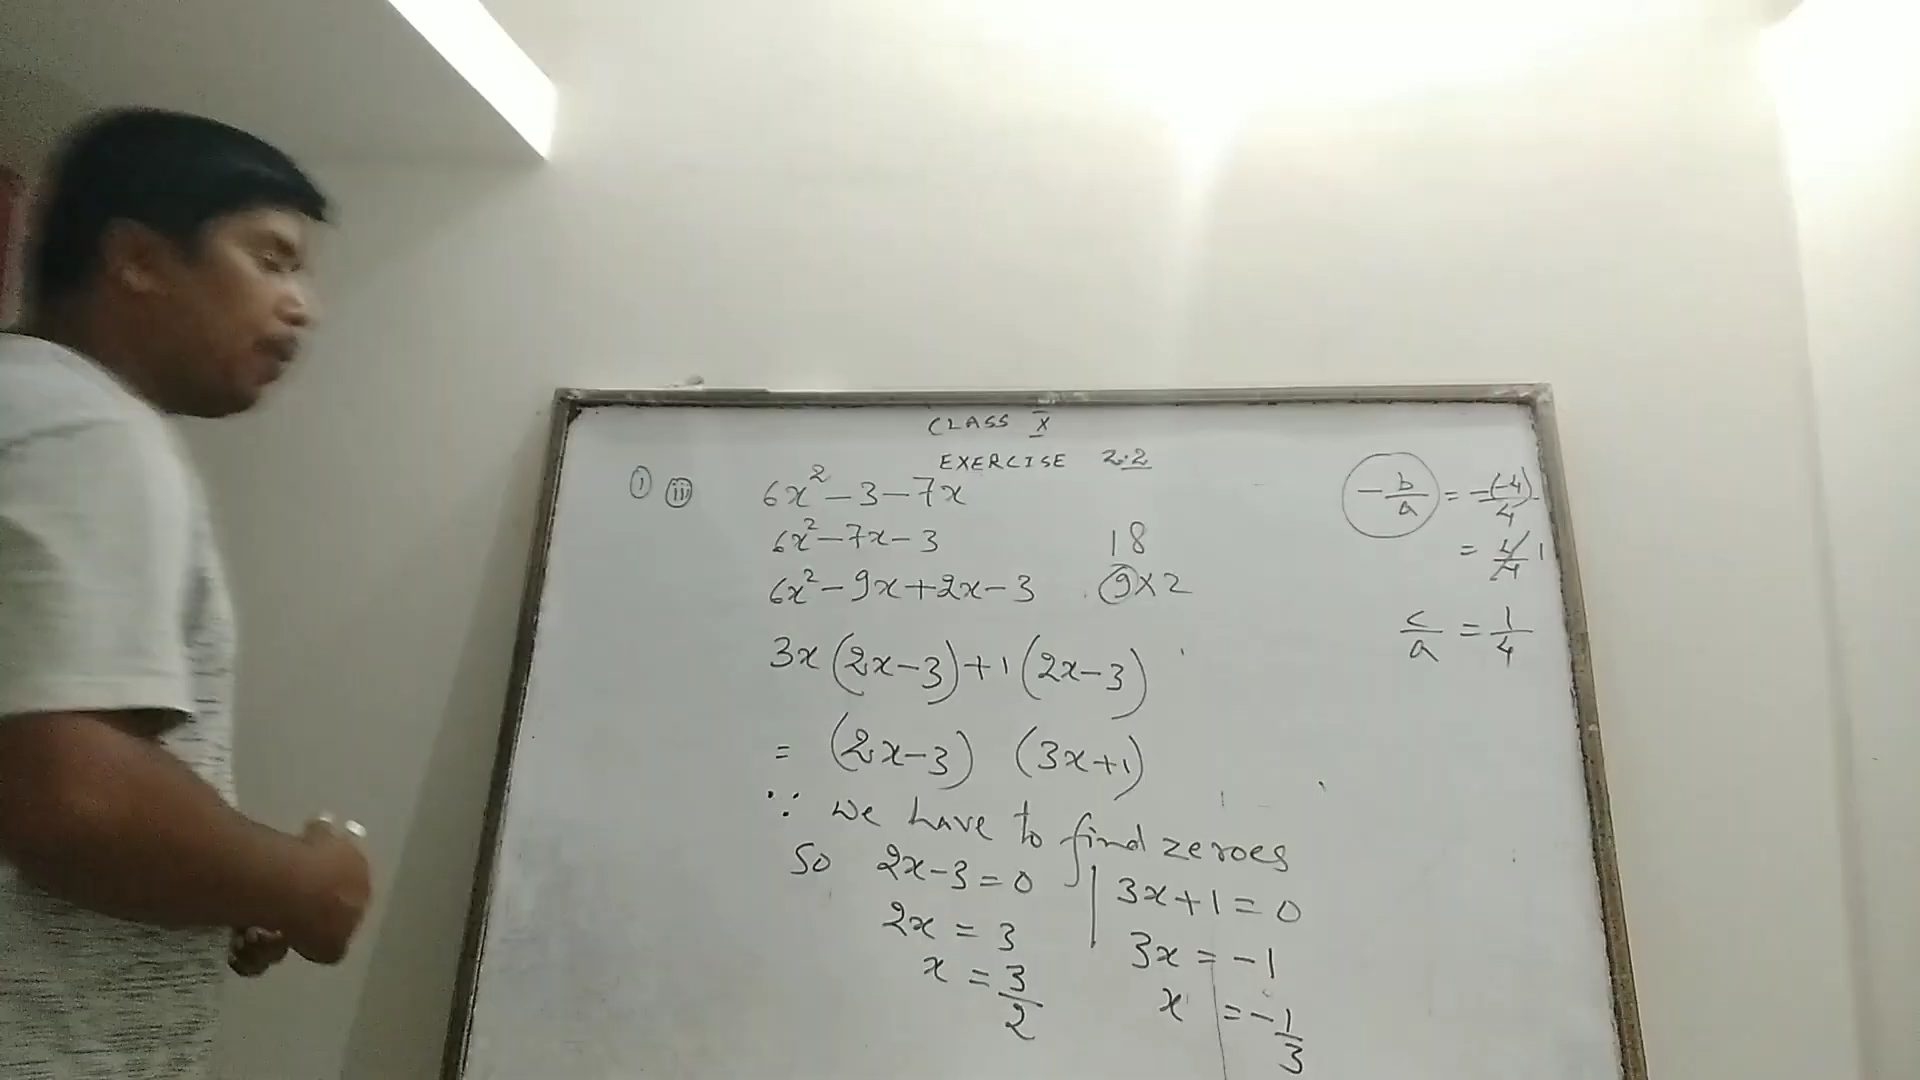 CLASS X
EXERCISE 2.2
(i) (iii) 6x² - 3 - 7x
6x² - 7x - 3
18
6x² - 9x + 2x - 3
9 x 2
3x (2x - 3) + 1 (2x - 3)
= (2x - 3) (3x + 1)
∵ we have to find zeroes
So 2x - 3 = 0 | 3x + 1 = 0
2x = 3
3x = -1
x = 3/2
x = -1/3
-b/a = -(-4)/4
= 4/4 1
c/a = 1/4